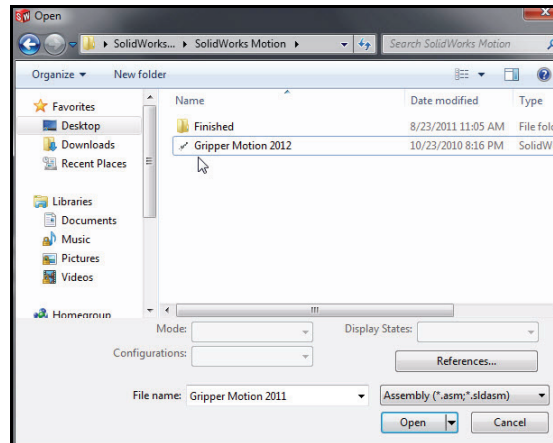 SW Open
SolidWorks... SolidWorks Motion Search SolidWorks Motion
Organize New folder
Favorites
Desktop
Downloads
Recent Places
Libraries
Documents
Music
Pictures
Videos
Homegroup
Name Date modified Type
Finished 8/23/2011 11:05 AM File fold
Gripper Motion 2012 10/23/2010 8:16 PM SolidW
Mode: Display States:
Configurations:
References...
File name: Gripper Motion 2011 Assembly (*.asm;*.sldasm)
Open Cancel